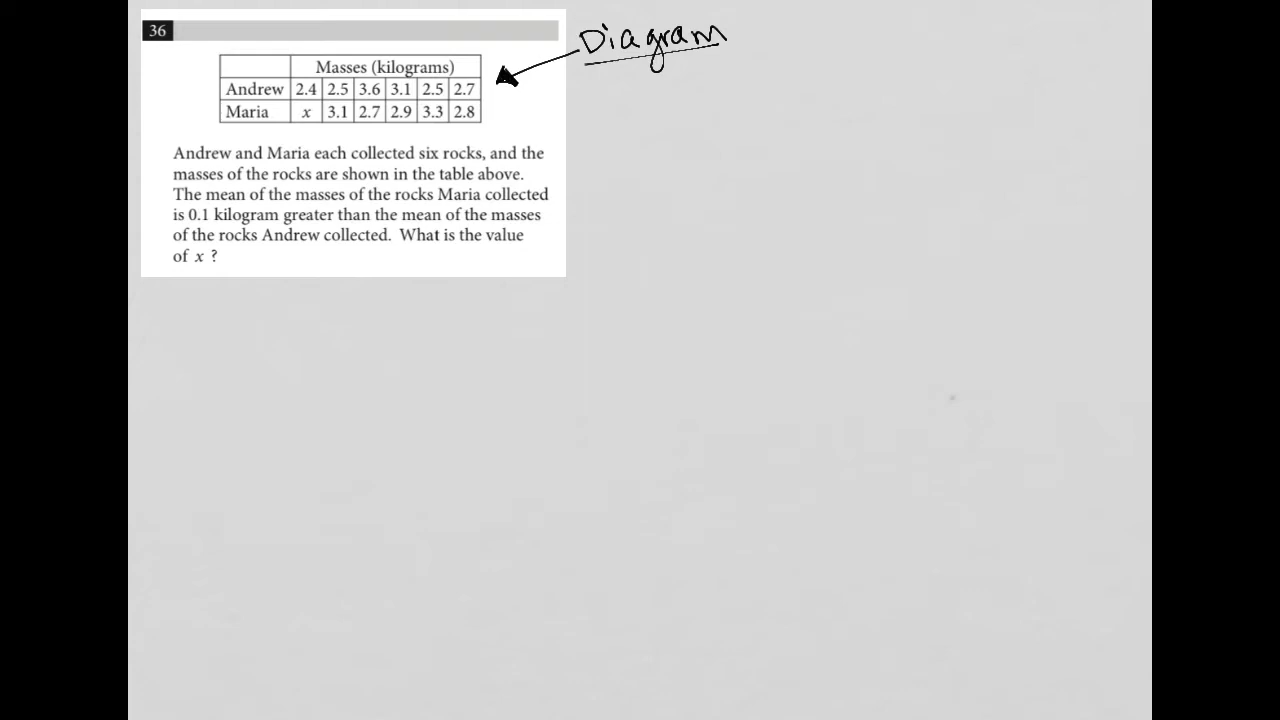 36
Diagram
Masses (kilograms)
Andrew 2.4 2.5 3.6 3.1 2.5 2.7
Maria x 3.1 2.7 2.9 3.3 2.8
Andrew and Maria each collected six rocks, and the
masses of the rocks are shown in the table above.
The mean of the masses of the rocks Maria collected
is 0.1 kilogram greater than the mean of the masses
of the rocks Andrew collected. What is the value
of x ?